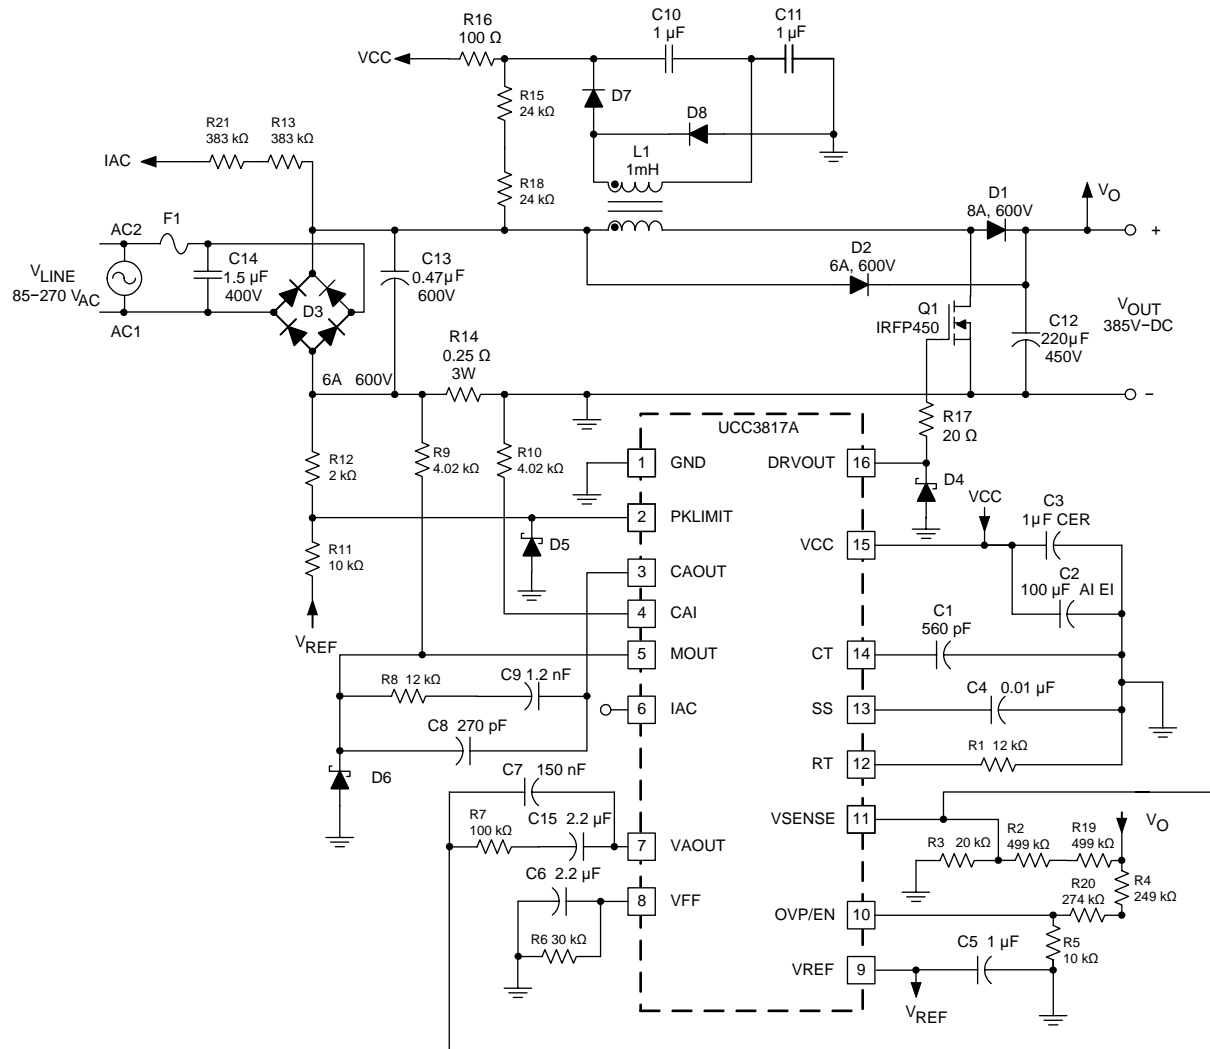 C10
1 µF
C11
1 µF
R16
100 Ω
VCC
D7
R15
24 kΩ
D8
R21
383 kΩ
R13
383 kΩ
IAC
L1
1mH
R18
24 kΩ
D1
8A, 600V
VO
+
AC2
F1
VLINE
85−270 VAC
C14
1.5 µF
400V
C13
0.47µF
600V
D2
6A, 600V
D3
AC1
Q1
IRFP450
VOUT
385V−DC
C12
220µF
450V
R14
0.25 Ω
3W
6A 600V
−
R17
20 Ω
UCC3817A
R12
2 kΩ
R9
4.02 kΩ
R10
4.02 kΩ
1
GND
DRVOUT
16
D4
VCC
C3
1µF CER
2
PKLIMIT
D5
VCC
15
R11
10 kΩ
3
CAOUT
C2
100 µF AI EI
4
CAI
C1
560 pF
VREF
5
MOUT
CT
14
R8 12 kΩ
C9 1.2 nF
C4 0.01 µF
6
IAC
SS
13
C8 270 pF
R1 12 kΩ
RT
12
D6
C7
150 nF
VSENSE
11
R7
100 kΩ
C15 2.2 µF
7
VAOUT
R3 20 kΩ
R2
499 kΩ
R19
499 kΩ
VO
C6
2.2 µF
8
VFF
R20
274 kΩ
R4
249 kΩ
OVP/EN
10
R6 30 kΩ
C5 1 µF
R5
10 kΩ
VREF
9
VREF